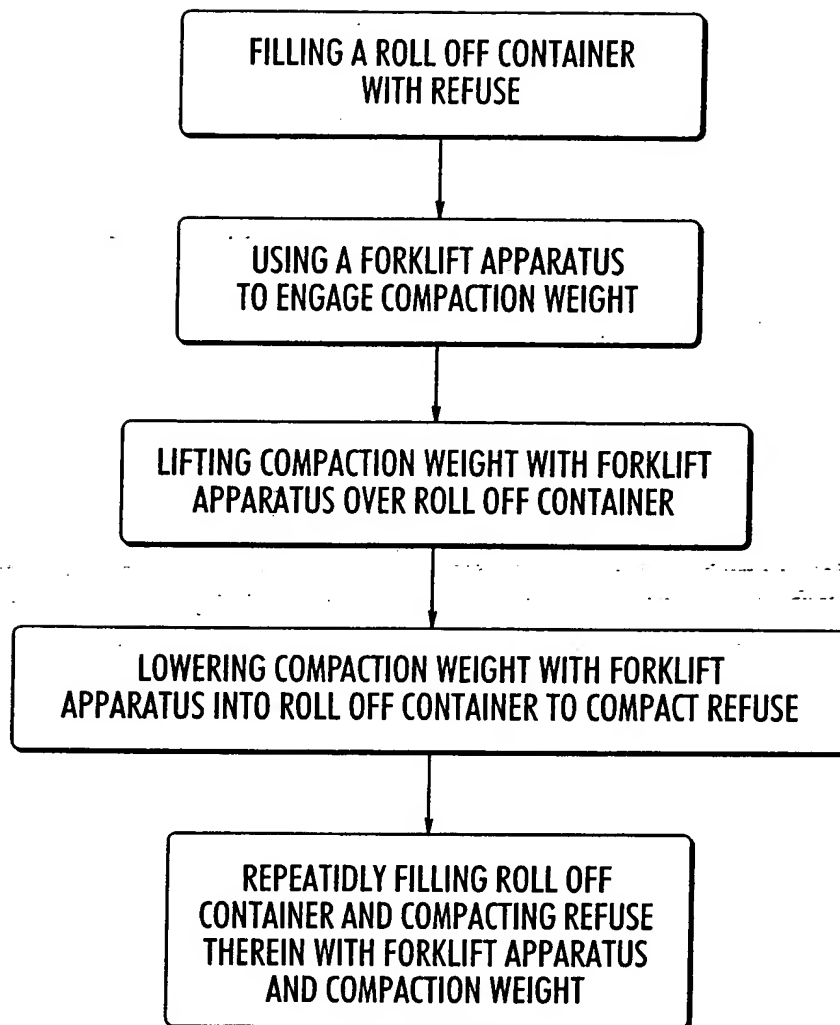 FILLING A ROLL OFF CONTAINER
WITH REFUSE
USING A FORKLIFT APPARATUS
TO ENGAGE COMPACTION WEIGHT
LIFTING COMPACTION WEIGHT WITH FORKLIFT
APPARATUS OVER ROLL OFF CONTAINER
LOWERING COMPACTION WEIGHT WITH FORKLIFT
APPARATUS INTO ROLL OFF CONTAINER TO COMPACT REFUSE
REPEATIDLY FILLING ROLL OFF
CONTAINER AND COMPACTING REFUSE
THEREIN WITH FORKLIFT APPARATUS
AND COMPACTION WEIGHT